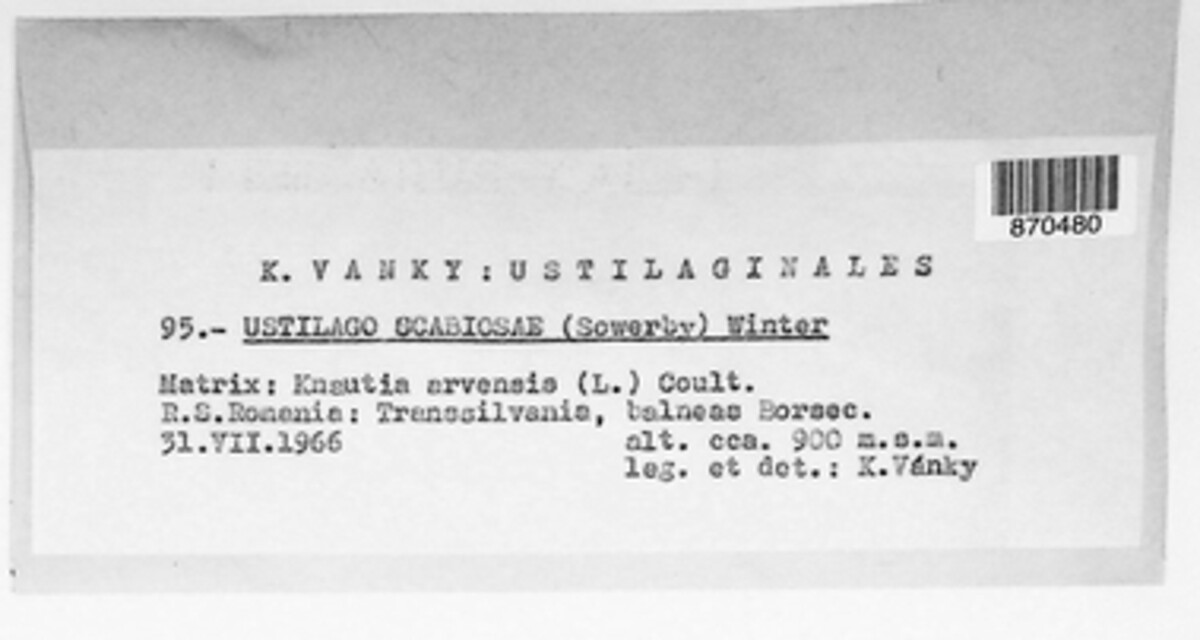 870480
K. VANKY: USTILAGINALES
95.- USTILAGO SCABIOSAE (Sowerby) Winter
Matrix: Knautia arvensis (L.) Coult.
R.S.Romania: Transsilvania, balneas Borsec.
31.VII.1966 alt. cca. 900 m.s.m.
leg. et det.: K.Vánky